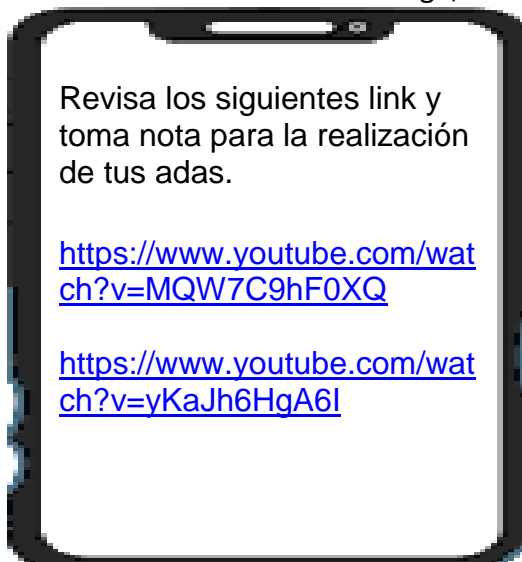 Revisa los siguientes link y
toma nota para la realización
de tus adas.
https://www.youtube.com/wat
ch?v=MQW7C9hF0XQ
https://www.youtube.com/wat
ch?v=yKaJh6HgA6I